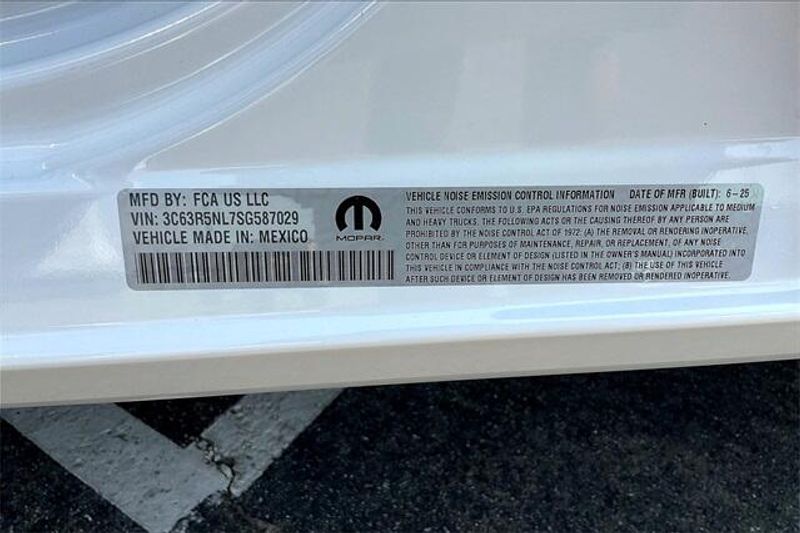 MFD BY: FCA US LLC
VIN: 3C63R5NL7SG587029
VEHICLE MADE IN: MEXICO
MOPAR.
VEHICLE NOISE EMISSION CONTROL INFORMATION DATE OF MFR (BUILT): 6-25
THIS VEHICLE CONFORMS TO U.S. EPA REGULATIONS FOR NOISE EMISSION APPLICABLE TO MEDIUM
AND HEAVY TRUCKS. THE FOLLOWING ACTS OR THE CAUSING THEREOF BY ANY PERSON ARE
PROHIBITED BY THE NOISE CONTROL ACT OF 1972: (A) THE REMOVAL OR RENDERING INOPERATIVE,
OTHER THAN FOR PURPOSES OF MAINTENANCE, REPAIR, OR REPLACEMENT, OF ANY NOISE
CONTROL DEVICE OR ELEMENT OF DESIGN (LISTED IN THE OWNER'S MANUAL) INCORPORATED INTO
THIS VEHICLE IN COMPLIANCE WITH THE NOISE CONTROL ACT; (B) THE USE OF THIS VEHICLE
AFTER SUCH DEVICE OR ELEMENT OF DESIGN HAS BEEN REMOVED OR RENDERED INOPERATIVE.